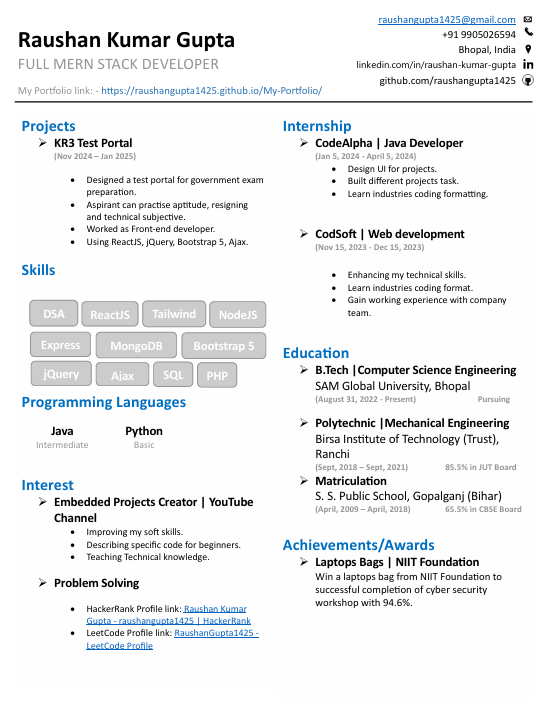 raushangupta1425@gmail.com
Raushan Kumar Gupta
+91 9905026594
FULL MERN STACK DEVELOPER
Bhopal, India
linkedin.com/in/raushan-kumar-gupta
github.com/raushangupta1425
My Portfolio link: - https://raushangupta1425.github.io/My-Portfolio/
Projects
KR3 Test Portal
(Nov 2024 – Jan 2025)
Designed a test portal for government exam
preparation.
Aspirant can practise aptitude, resigning
and technical subjective.
Worked as Front-end developer.
Using ReactJS, jQuery, Bootstrap 5, Ajax.
Skills
DSA ReactJS Tailwind NodeJS
Express MongoDB Bootstrap 5
jQuery Ajax SQL PHP
Programming Languages
Java Python
Intermediate Basic
Interest
Embedded Projects Creator | YouTube
Channel
Improving my soft skills.
Describing specific code for beginners.
Teaching Technical knowledge.
Problem Solving
HackerRank Profile link: Raushan Kumar
Gupta - raushangupta1425 | HackerRank
LeetCode Profile link: RaushanGupta1425 -
LeetCode Profile
Internship
CodeAlpha | Java Developer
(Jan 5, 2024 - April 5, 2024)
Design UI for projects.
Built different projects task.
Learn industries coding formatting.
CodSoft | Web development
(Nov 15, 2023 - Dec 15, 2023)
Enhancing my technical skills.
Learn industries coding format.
Gain working experience with company
team.
Education
B.Tech |Computer Science Engineering
SAM Global University, Bhopal
(August 31, 2022 - Present) Pursuing
Polytechnic |Mechanical Engineering
Birsa Institute of Technology (Trust),
Ranchi
(Sept, 2018 – Sept, 2021) 85.5% in JUT Board
Matriculation
S. S. Public School, Gopalganj (Bihar)
(April, 2009 – April, 2018) 65.5% in CBSE Board
Achievements/Awards
Laptops Bags | NIIT Foundation
Win a laptops bag from NIIT Foundation to
successful completion of cyber security
workshop with 94.6%.